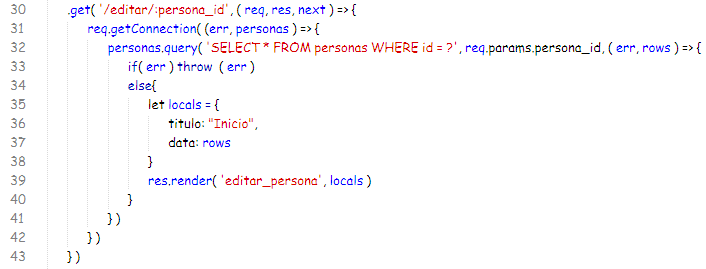 30 .get( '/editar/:persona_id', ( req, res, next ) => {
31 req.getConnection( (err, personas ) => {
32 personas.query( 'SELECT * FROM personas WHERE id = ?', req.params.persona_id, ( err, rows ) => {
33 if( err ) throw ( err )
34 else{
35 let locals = {
36 titulo: "Inicio",
37 data: rows
38 }
39 res.render( 'editar_persona', locals )
40 }
41 } )
42 } )
43 } )